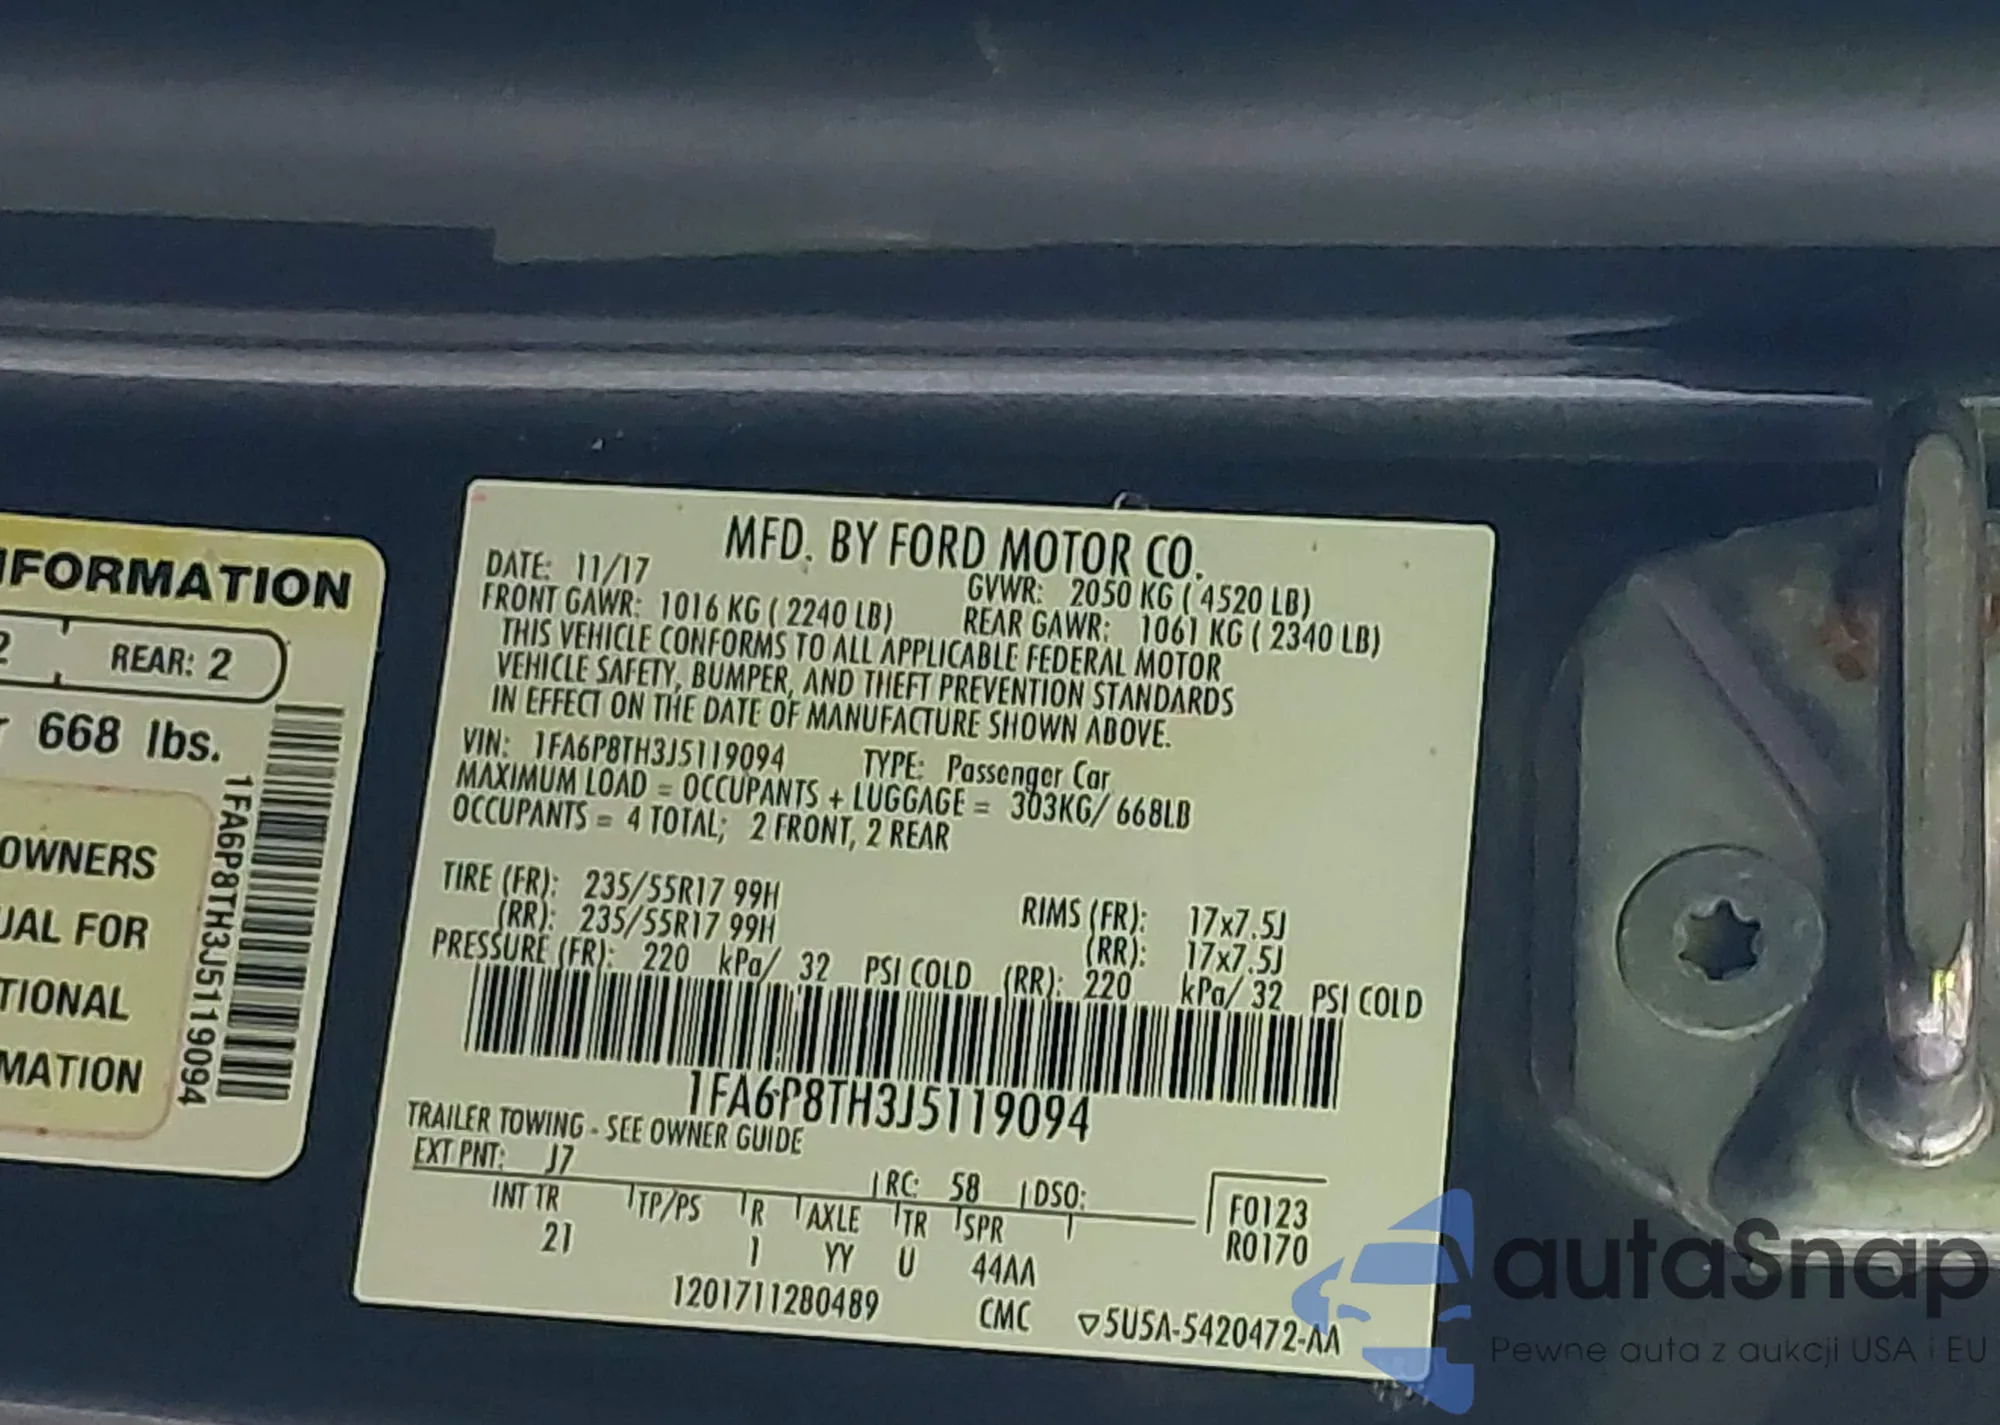 NFORMATION
2 REAR: 2
r 668 lbs.
OWNERS
UAL FOR
TIONAL
MATION
1FA6P8TH3J5119094
MFD. BY FORD MOTOR CO.
DATE: 11/17 GVWR: 2050 KG ( 4520 LB)
FRONT GAWR: 1016 KG ( 2240 LB) REAR GAWR: 1061 KG ( 2340 LB)
THIS VEHICLE CONFORMS TO ALL APPLICABLE FEDERAL MOTOR
VEHICLE SAFETY, BUMPER, AND THEFT PREVENTION STANDARDS
IN EFFECT ON THE DATE OF MANUFACTURE SHOWN ABOVE.
VIN: 1FA6P8TH3J5119094 TYPE: Passenger Car
MAXIMUM LOAD = OCCUPANTS + LUGGAGE = 303KG/ 668LB
OCCUPANTS = 4 TOTAL; 2 FRONT, 2 REAR
TIRE (FR): 235/55R17 99H RIMS (FR): 17x7.5J
(RR): 235/55R17 99H (RR): 17x7.5J
PRESSURE (FR): 220 kPa/ 32 PSI COLD (RR): 220 kPa/ 32 PSI COLD
1FA6P8TH3J5119094
TRAILER TOWING - SEE OWNER GUIDE
EXT PNT: J7 RC: 58 DSO:
INT TR TP/PS R AXLE TR SPR F0123
21 1 YY U 44AA R0170
1201711280489 CMC ▽5U5A-5420472-AA
autaSnap
Pewne auta z aukcji USA i EU